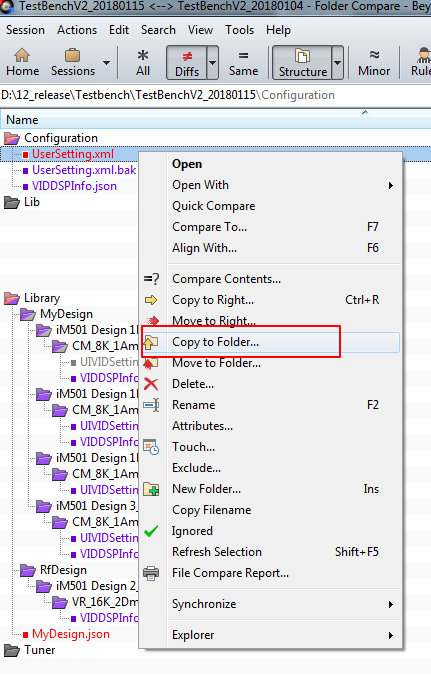 TestBenchV2_20180115 <--> TestBenchV2_20180104 - Folder Compare - Bey
Session Actions Edit Search View Tools Help
Home Sessions All Diffs Same Structure Minor Rule
D:\12_release\Testbench\TestBenchV2_20180115\Configuration
Name
Configuration
UserSetting.xml
UserSetting.xml.bak
VIDDSPInfo.json
Lib
Library
MyDesign
iM501 Design 1
CM_8K_1Am
UIVIDSettin
VIDDSPInfo
iM501 Design 1
CM_8K_1Am
UIVIDSettin
VIDDSPInfo
iM501 Design 1
CM_8K_1Am
UIVIDSettin
iM501 Design 3_
CM_8K_1Am
UIVIDSettin
VIDDSPInfo
RfDesign
iM501 Design 2_
VR_16K_2Dm
VIDDSPInfo
MyDesign.json
Tuner
Open
Open With
Quick Compare
Compare To... F7
Align With... F6
=? Compare Contents...
Copy to Right... Ctrl+R
Move to Right...
Copy to Folder...
Move to Folder...
Delete...
Rename F2
Attributes...
Touch...
Exclude...
New Folder... Ins
Copy Filename
Ignored
Refresh Selection Shift+F5
File Compare Report...
Synchronize
Explorer